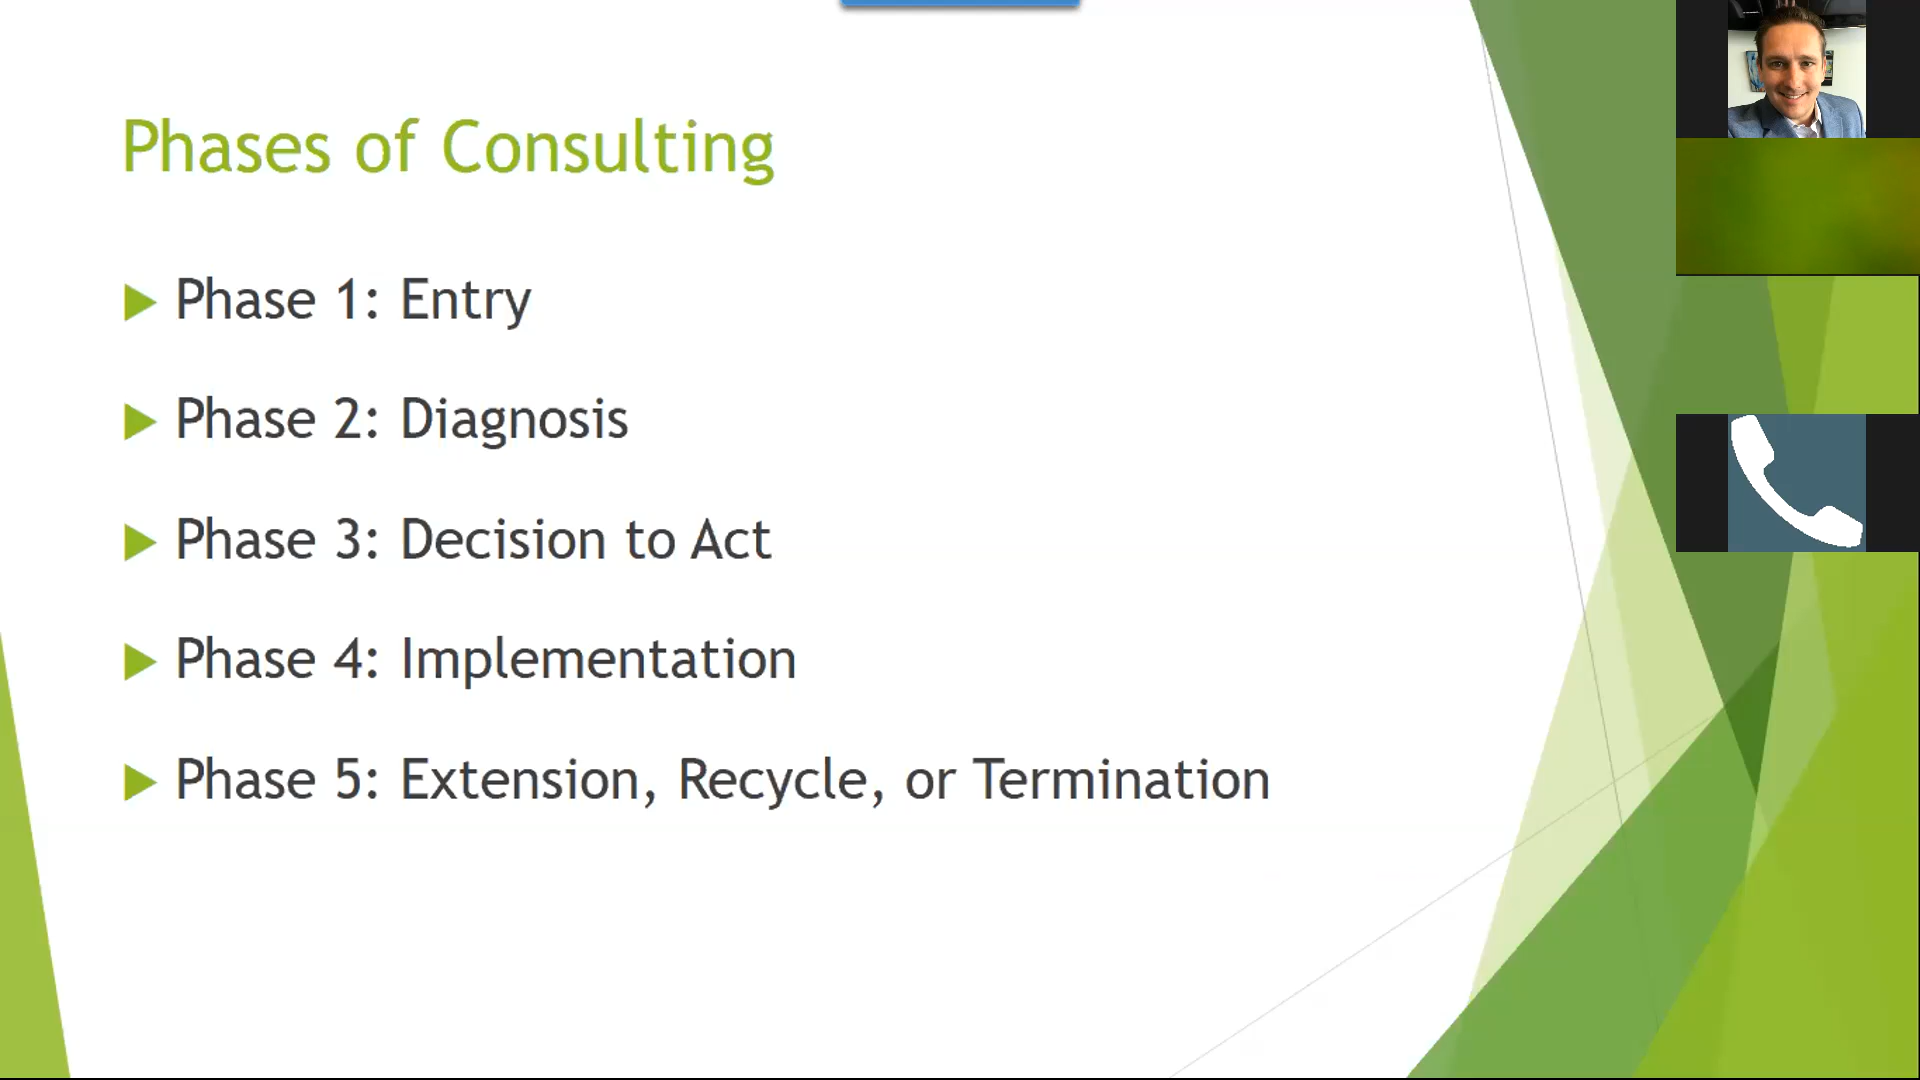 Phases of Consulting
Phase 1: Entry
Phase 2: Diagnosis
Phase 3: Decision to Act
Phase 4: Implementation
Phase 5: Extension, Recycle, or Termination